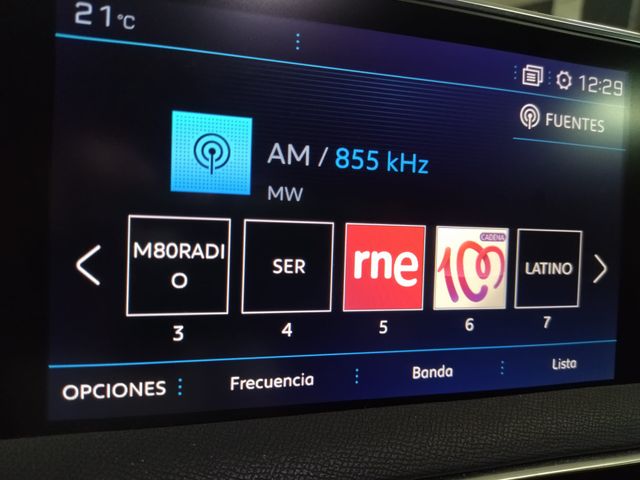 21°C
12:29
FUENTES
AM / 855 kHz
MW
M80RADI
O
SER
rne
CADENA
100
LATINO
3
4
5
6
7
OPCIONES
Frecuencia
Banda
Lista